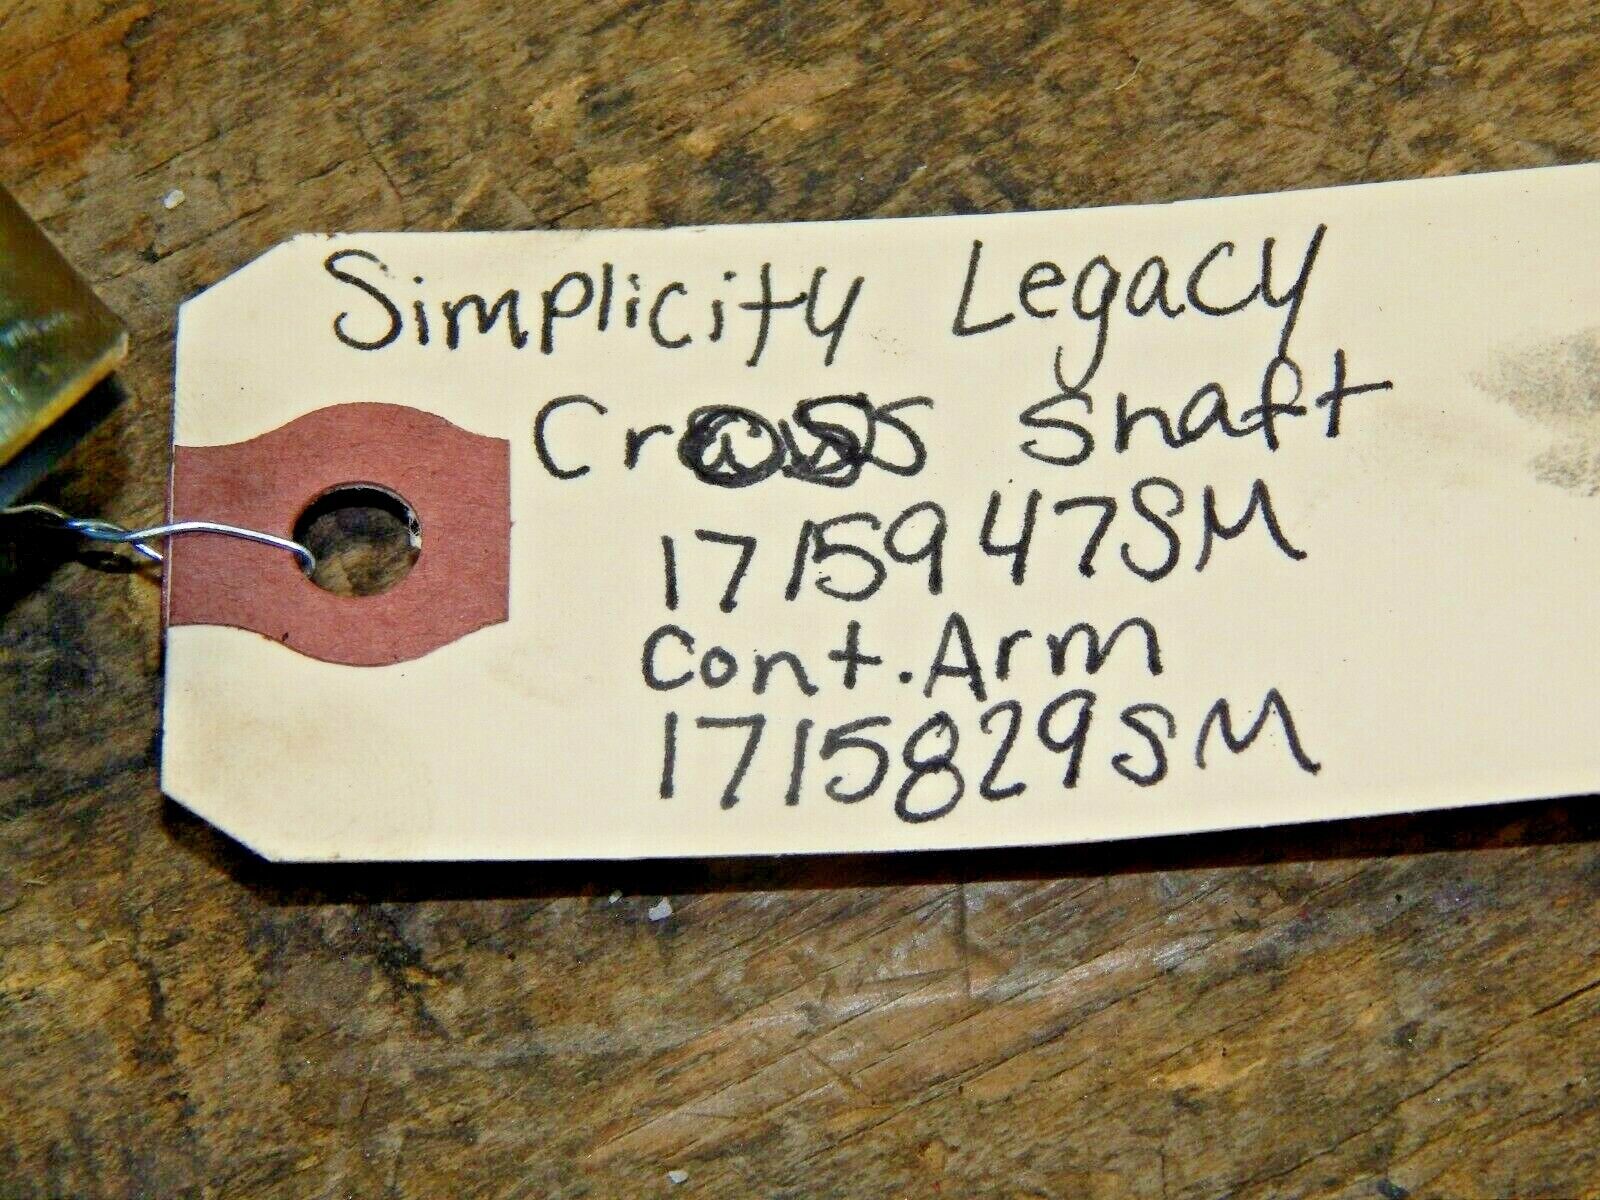 Simplicity Legacy
Cross Shaft
1715947SM
Cont. Arm
1715829SM